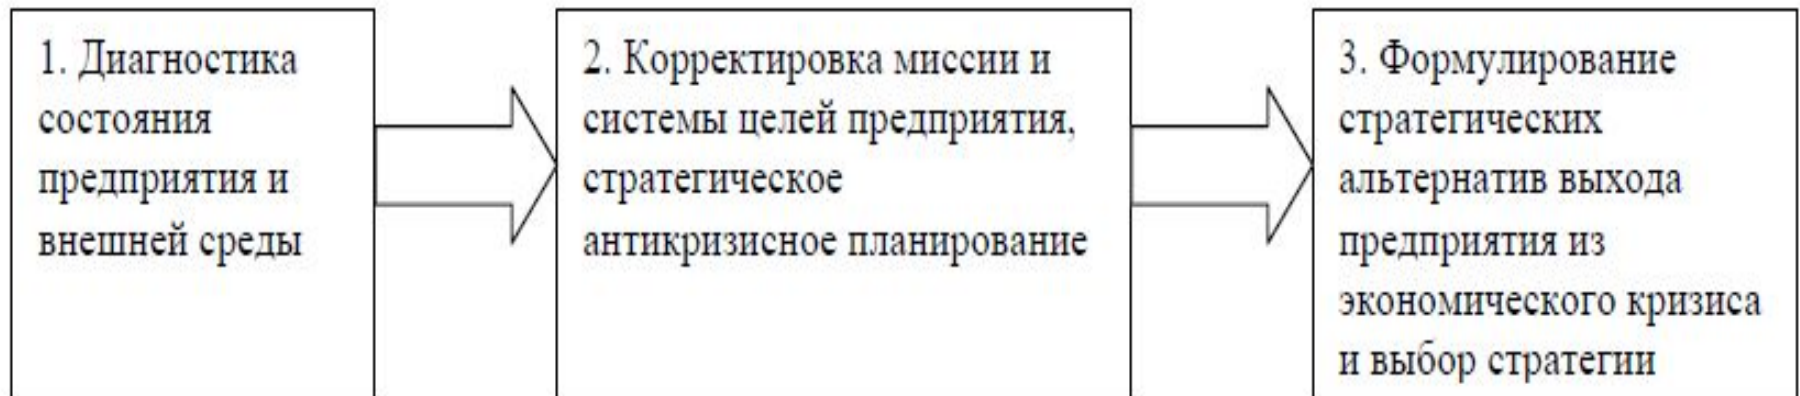 1. Диагностика
состояния
предприятия и
внешней среды
2. Корректировка миссии и
системы целей предприятия,
стратегическое
антикризисное планирование
3. Формулирование
стратегических
альтернатив выхода
предприятия из
экономического кризиса
и выбор стратегии